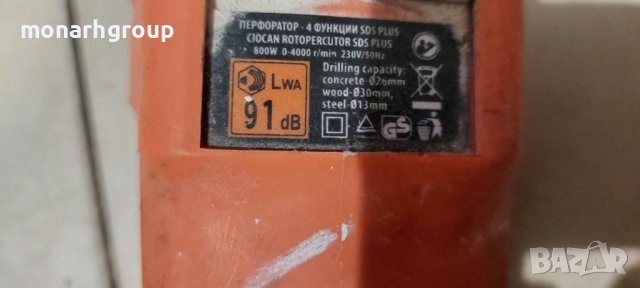 monarhgroup
ПЕРФОРАТОР - 4 ФУНКЦИИ SDS PLUS
CIOCAN ROTOPERCUTOR SDS PLUS
800W 0-4000 r/min 230V/50Hz
LWA
91 dB
Drilling capacity:
concrete-Ø26mm,
wood-Ø30mm,
steel-Ø13mm
GS
BAZAR
bg